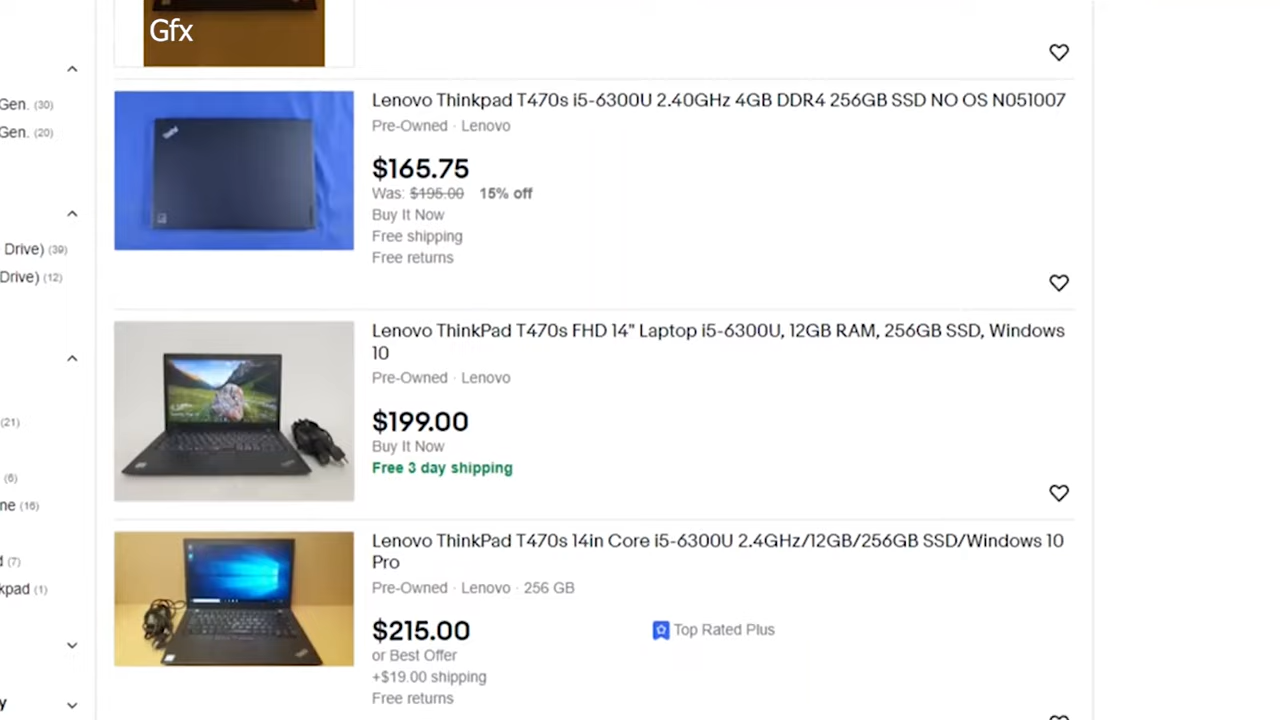 Gfx
Gen. (30)
Gen. (20)
Drive) (39)
Drive) (12)
(21)
(6)
ne (16)
d (7)
kpad (1)
y
Lenovo Thinkpad T470s i5-6300U 2.40GHz 4GB DDR4 256GB SSD NO OS N051007
Pre-Owned · Lenovo
$165.75
Was: $195.00 15% off
Buy It Now
Free shipping
Free returns
Lenovo ThinkPad T470s FHD 14" Laptop i5-6300U, 12GB RAM, 256GB SSD, Windows
10
Pre-Owned · Lenovo
$199.00
Buy It Now
Free 3 day shipping
Lenovo ThinkPad T470s 14in Core i5-6300U 2.4GHz/12GB/256GB SSD/Windows 10
Pro
Pre-Owned · Lenovo · 256 GB
$215.00
Top Rated Plus
or Best Offer
+$19.00 shipping
Free returns